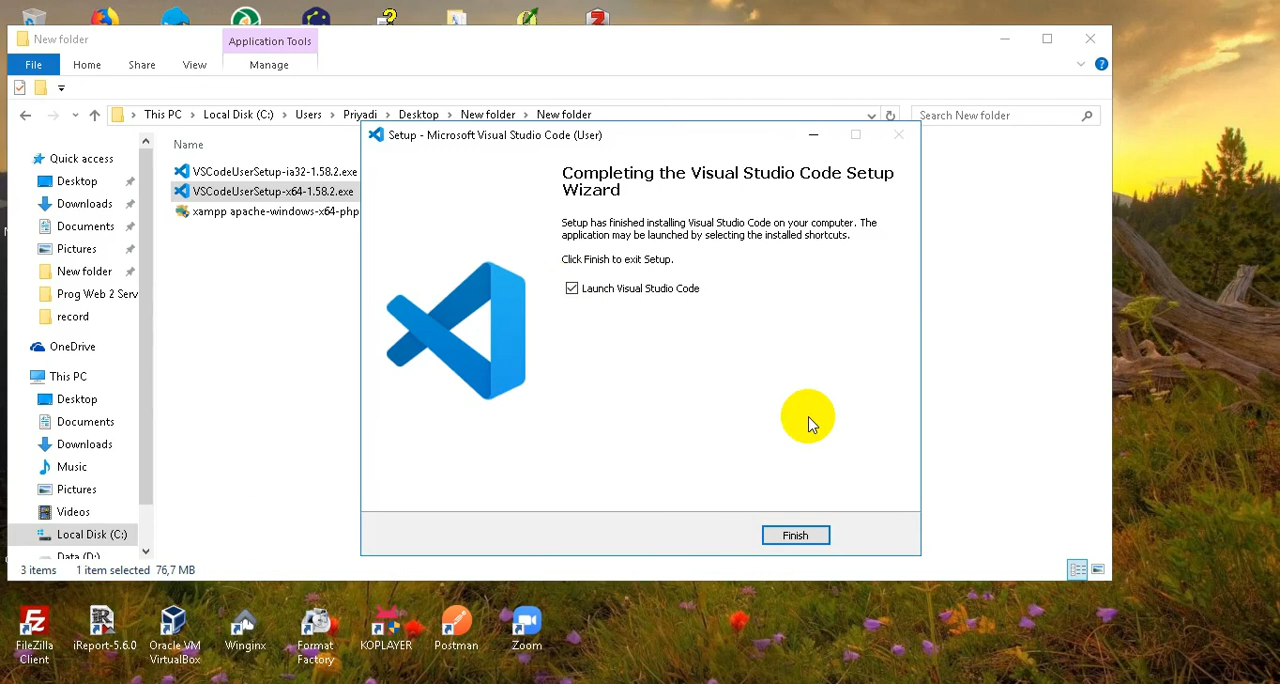 New folder
Application Tools
File
Home
Share
View
Manage
This PC
Local Disk (C:)
Users
Priyadi
Desktop
New folder
New folder
Search New folder
Quick access
Desktop
Downloads
Documents
Pictures
New folder
Prog Web 2 Serv
record
OneDrive
This PC
Desktop
Documents
Downloads
Music
Pictures
Videos
Local Disk (C:)
Data (D:)
Name
VSCodeUserSetup-ia32-1.58.2.exe
VSCodeUserSetup-x64-1.58.2.exe
xampp apache-windows-x64-php
Setup - Microsoft Visual Studio Code (User)
Completing the Visual Studio Code Setup
Wizard
Setup has finished installing Visual Studio Code on your computer. The
application may be launched by selecting the installed shortcuts.
Click Finish to exit Setup.
Launch Visual Studio Code
Finish
3 items
1 item selected 76,7 MB
FileZilla
Client
iReport-5.6.0
Oracle VM
VirtualBox
Winginx
Format
Factory
KOPLAYER
Postman
Zoom